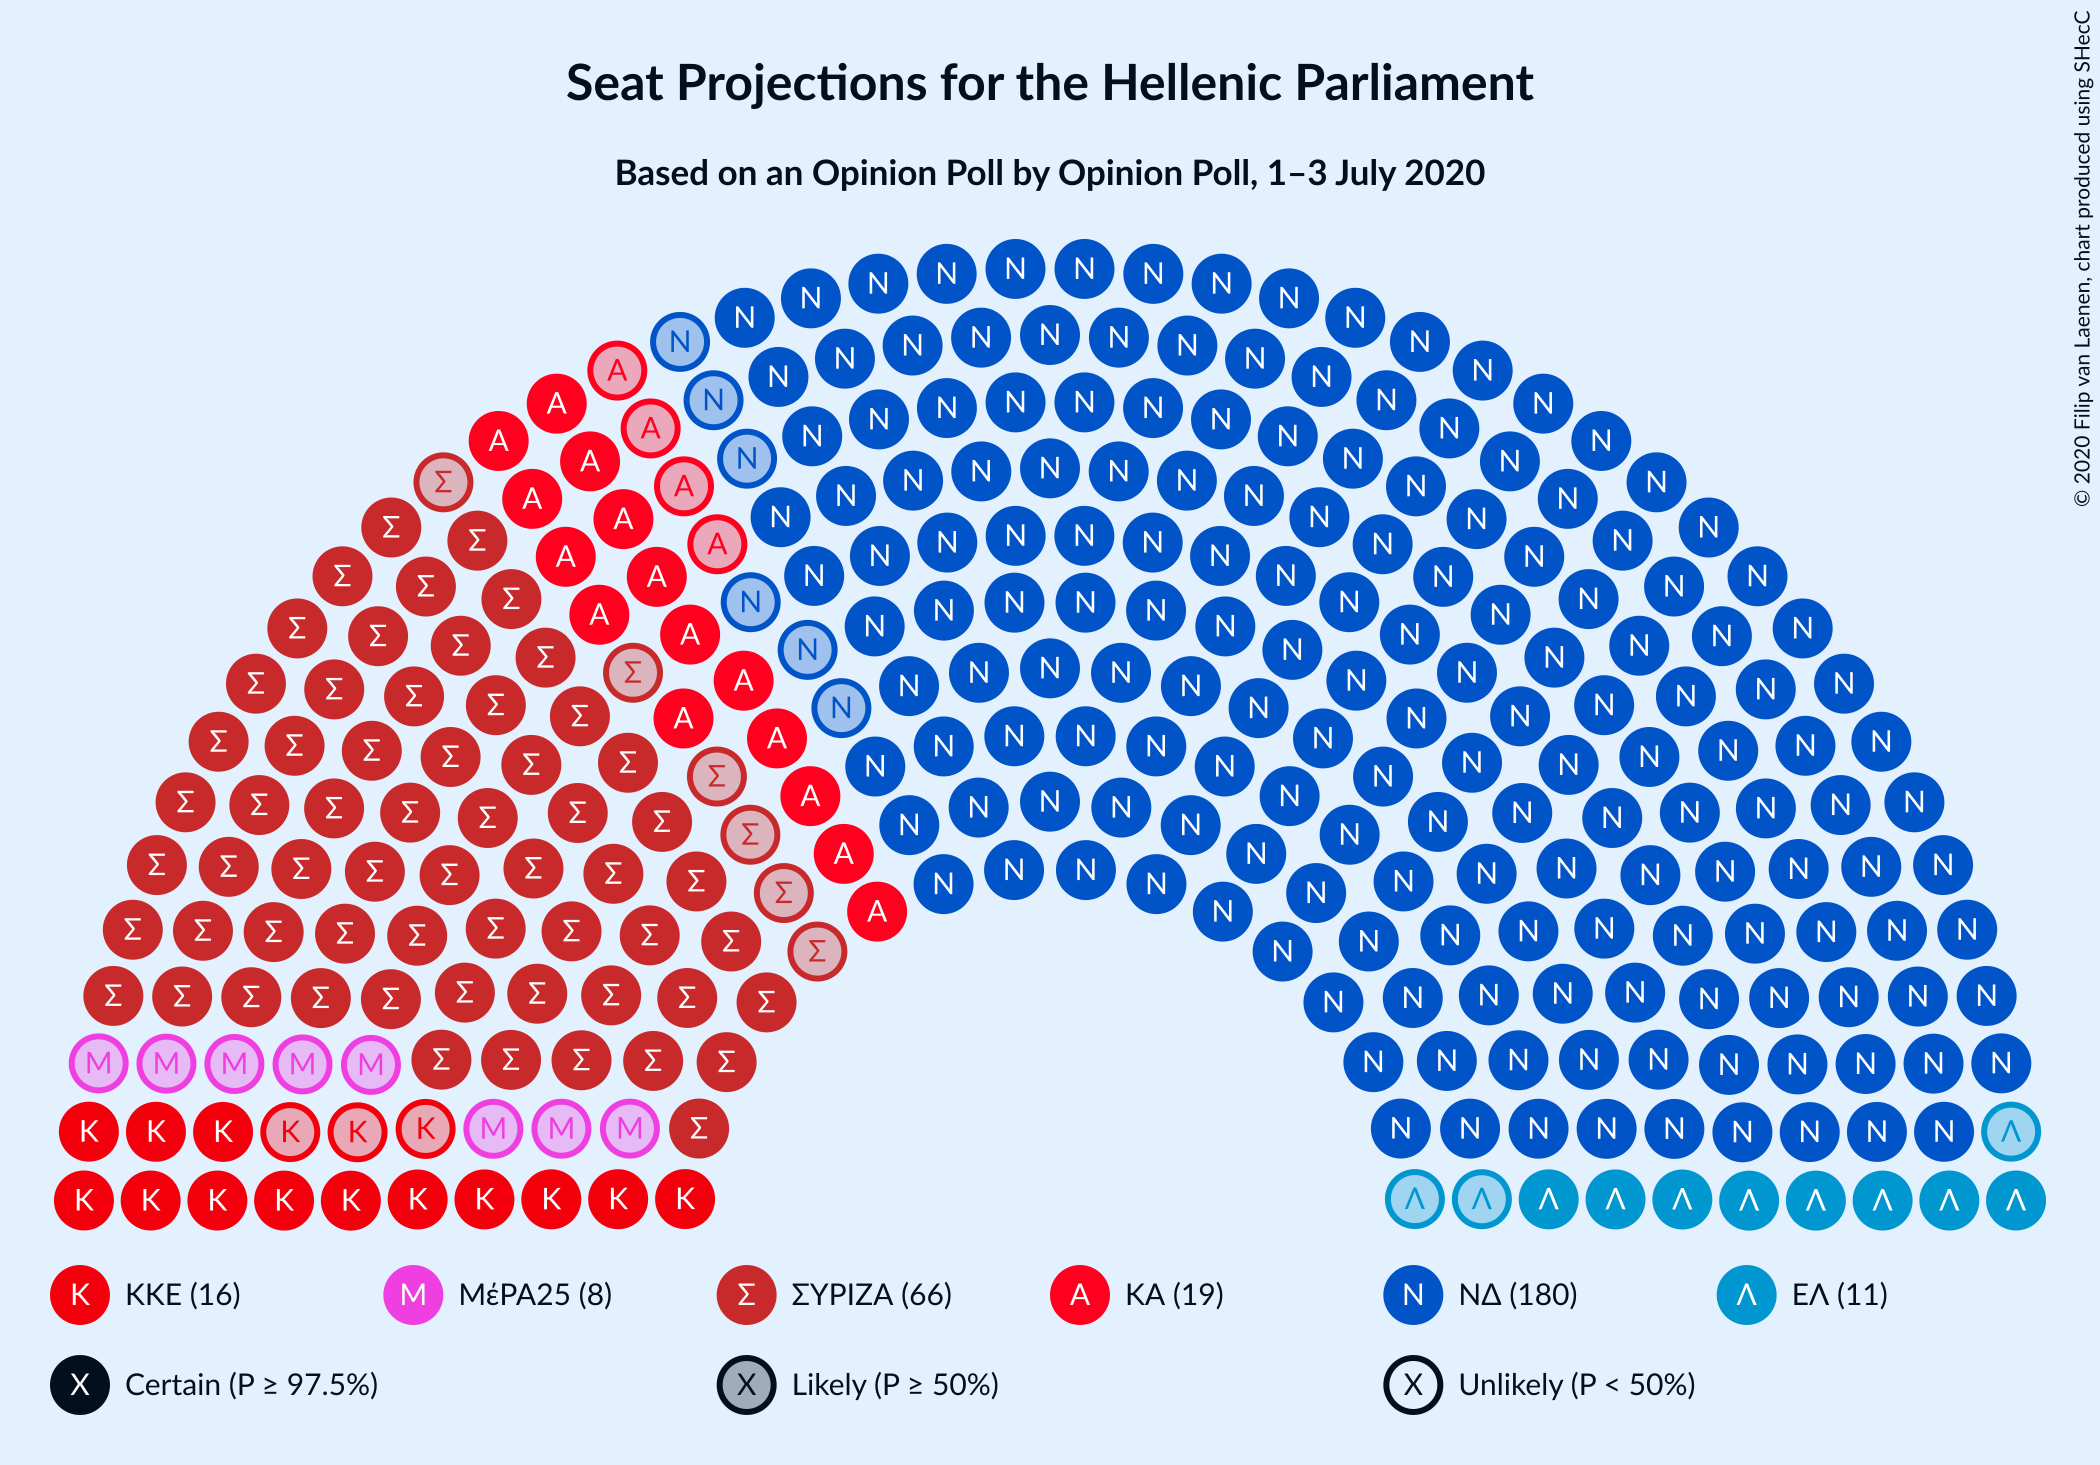 Seat Projections for the Hellenic Parliament
Based on an Opinion Poll by Opinion Poll, 1–3 July 2020
© 2020 Filip van Laenen, chart produced using SHecC
K KKE (16) M ΜέΡΑ25 (8) Σ ΣΥΡΙΖΑ (66) A ΚΑ (19) N ΝΔ (180) Λ ΕΛ (11)
X Certain (P ≥ 97.5%) X Likely (P ≥ 50%) X Unlikely (P < 50%)